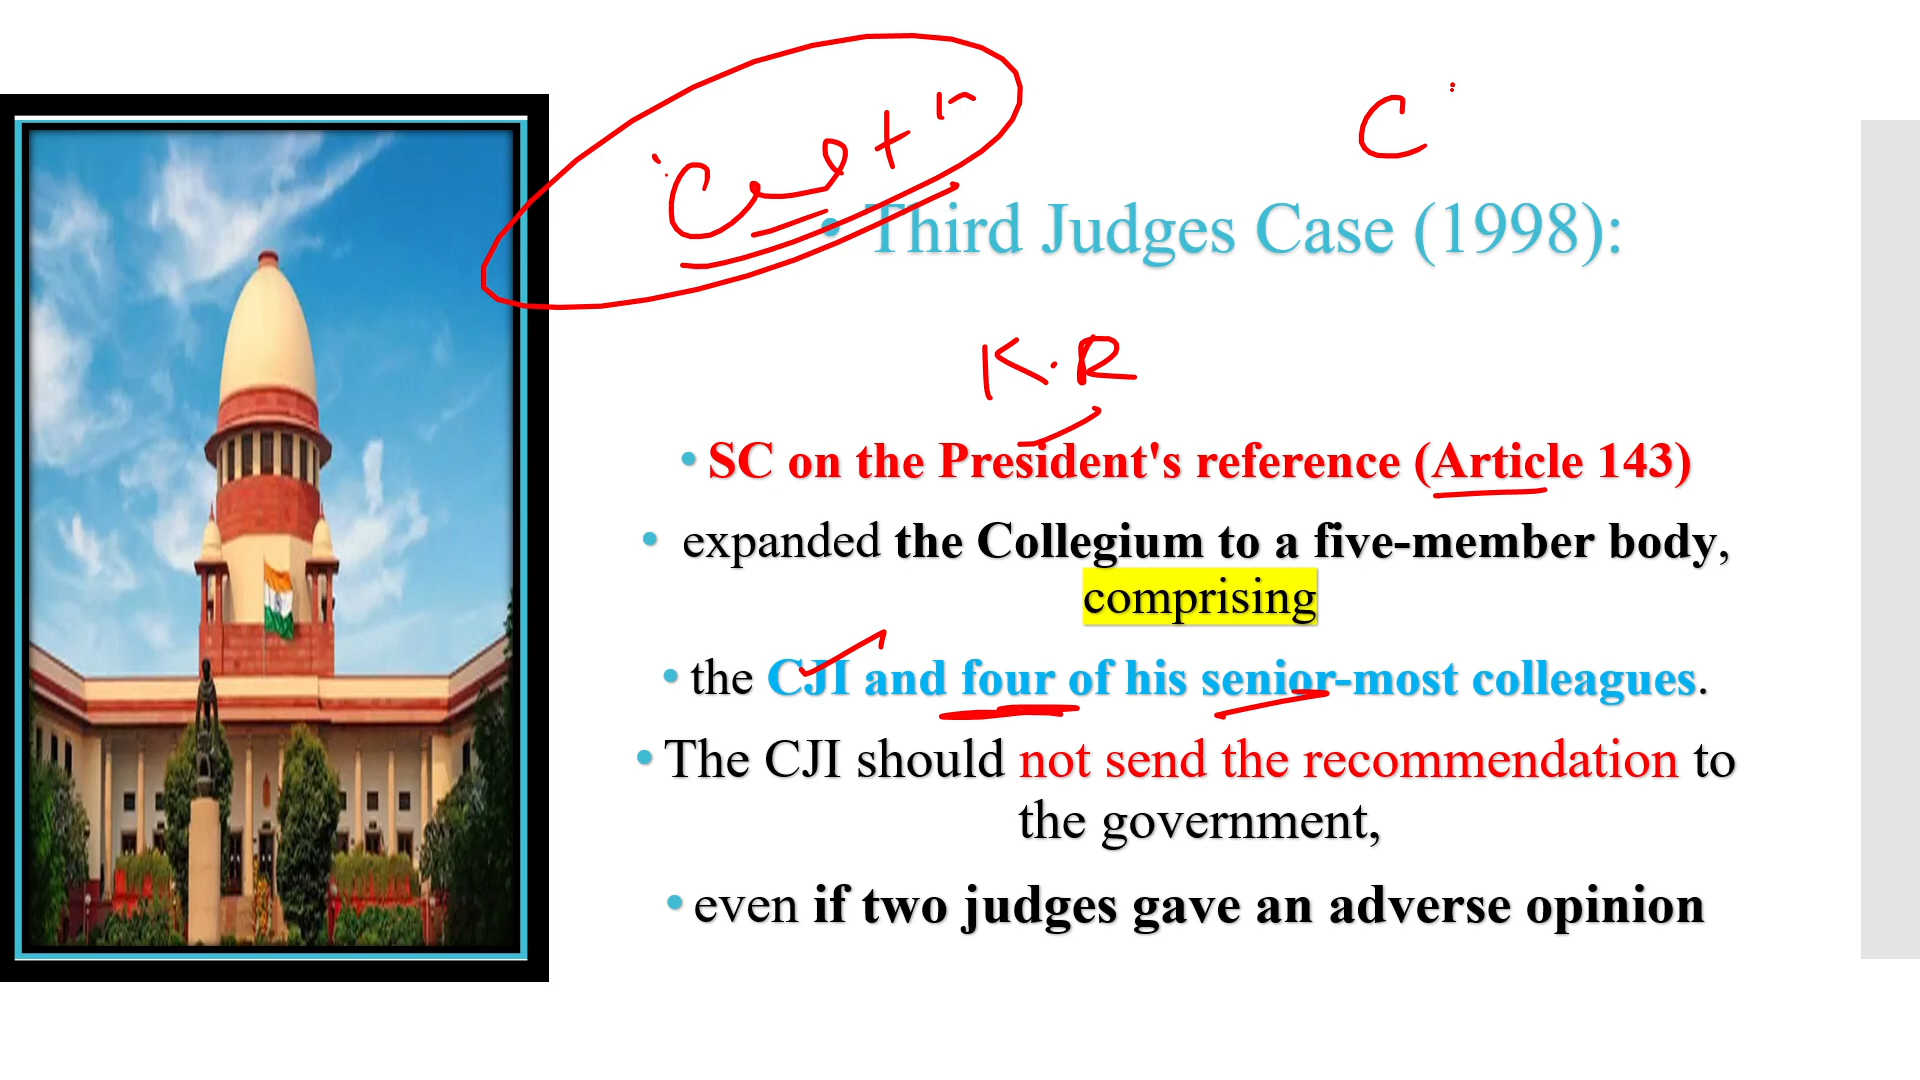 C
• Third Judges Case (1998):
K.R
• SC on the President's reference (Article 143)
• expanded the Collegium to a five-member body,
comprising
• the CJI and four of his senior-most colleagues.
• The CJI should not send the recommendation to
the government,
• even if two judges gave an adverse opinion